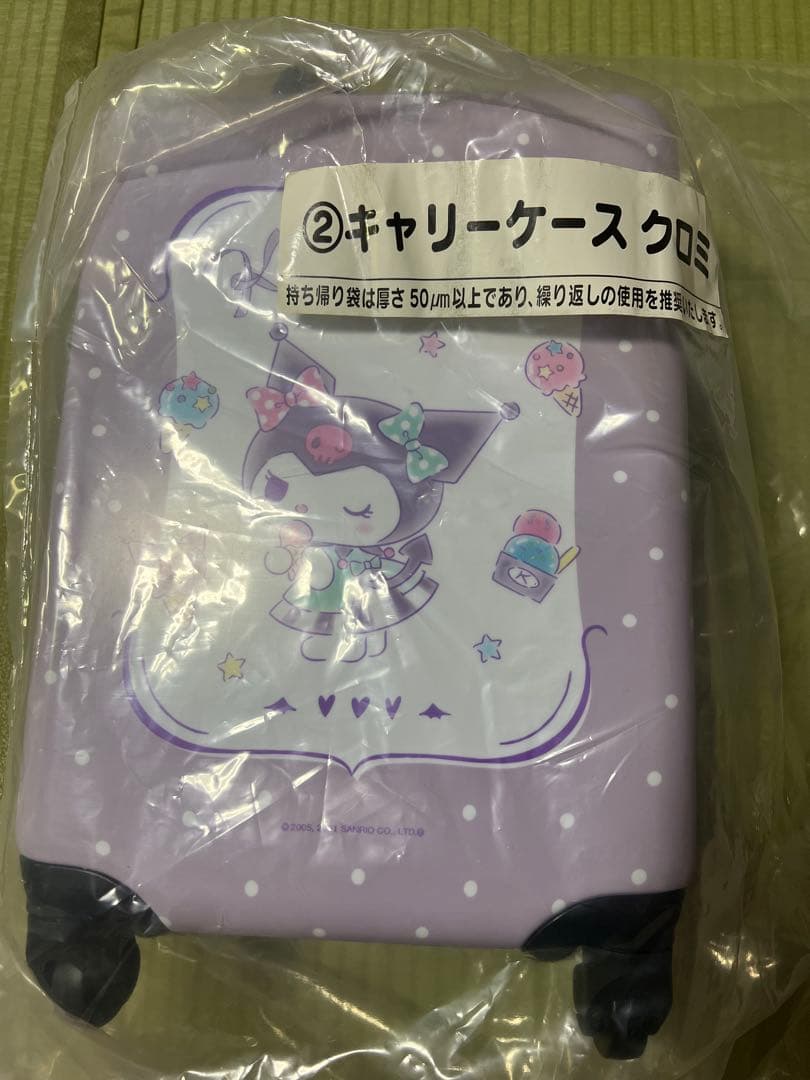 ②キャリーケース クロミ
持ち帰り袋は厚さ 50μm以上であり、繰り返しの使用を推奨いたします。
K
©2005, 2021 SANRIO CO., LTD.Ⓛ